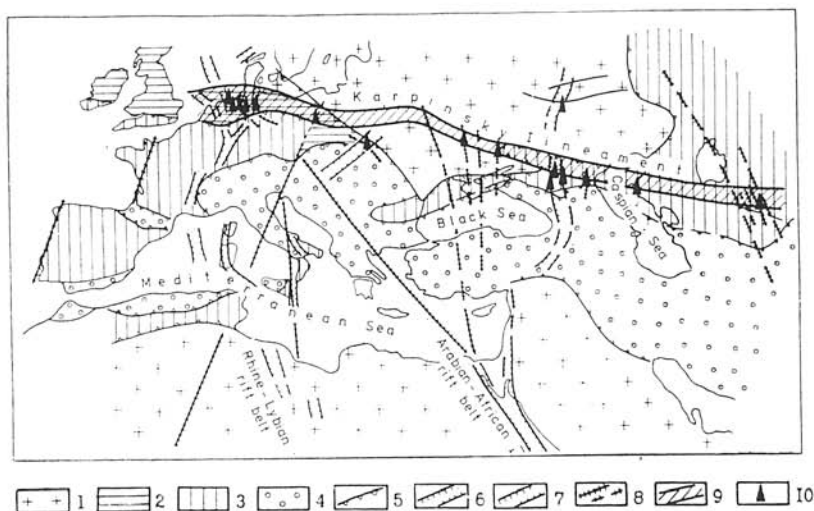 Karpinsky lineament
Black Sea
Caspian
Sea
Mediterranean Sea
Rhine-Lybian
rift belt
Arabian-African
rift belt
1 2 3 4 5 6 7 8 9 10